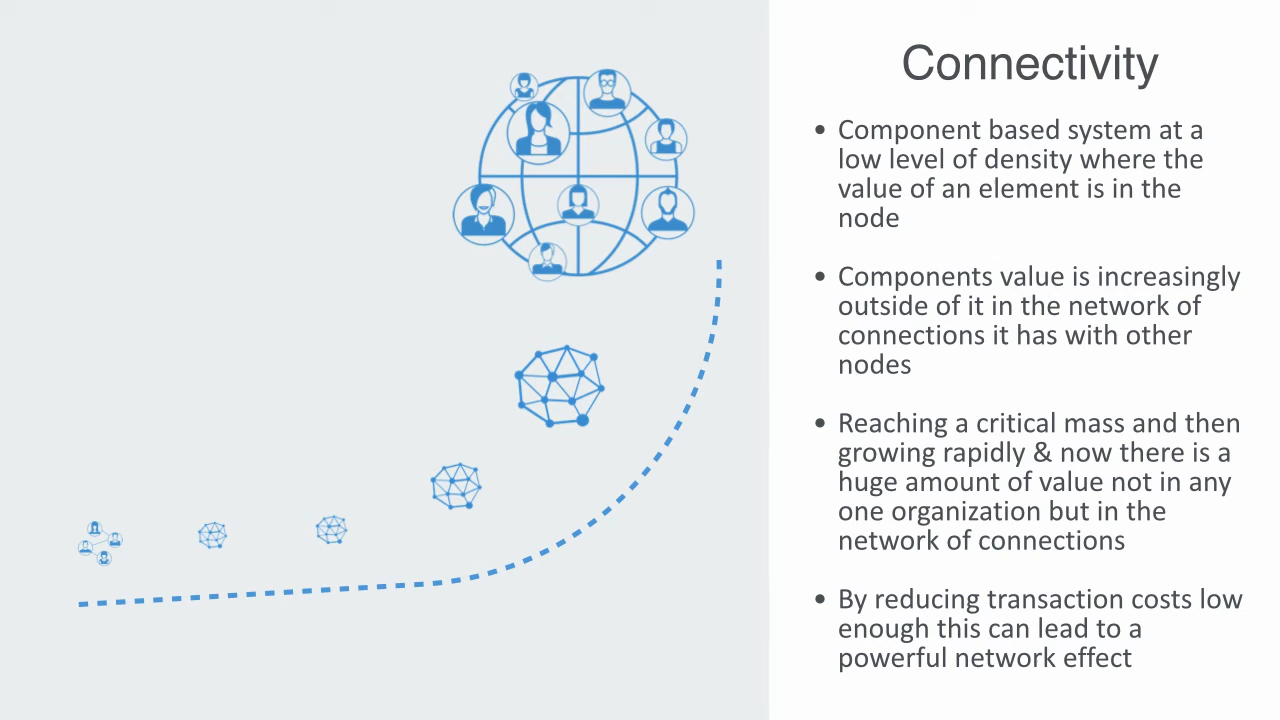 Connectivity
• Component based system at a
low level of density where the
value of an element is in the
node
• Components value is increasingly
outside of it in the network of
connections it has with other
nodes
• Reaching a critical mass and then
growing rapidly & now there is a
huge amount of value not in any
one organization but in the
network of connections
• By reducing transaction costs low
enough this can lead to a
powerful network effect